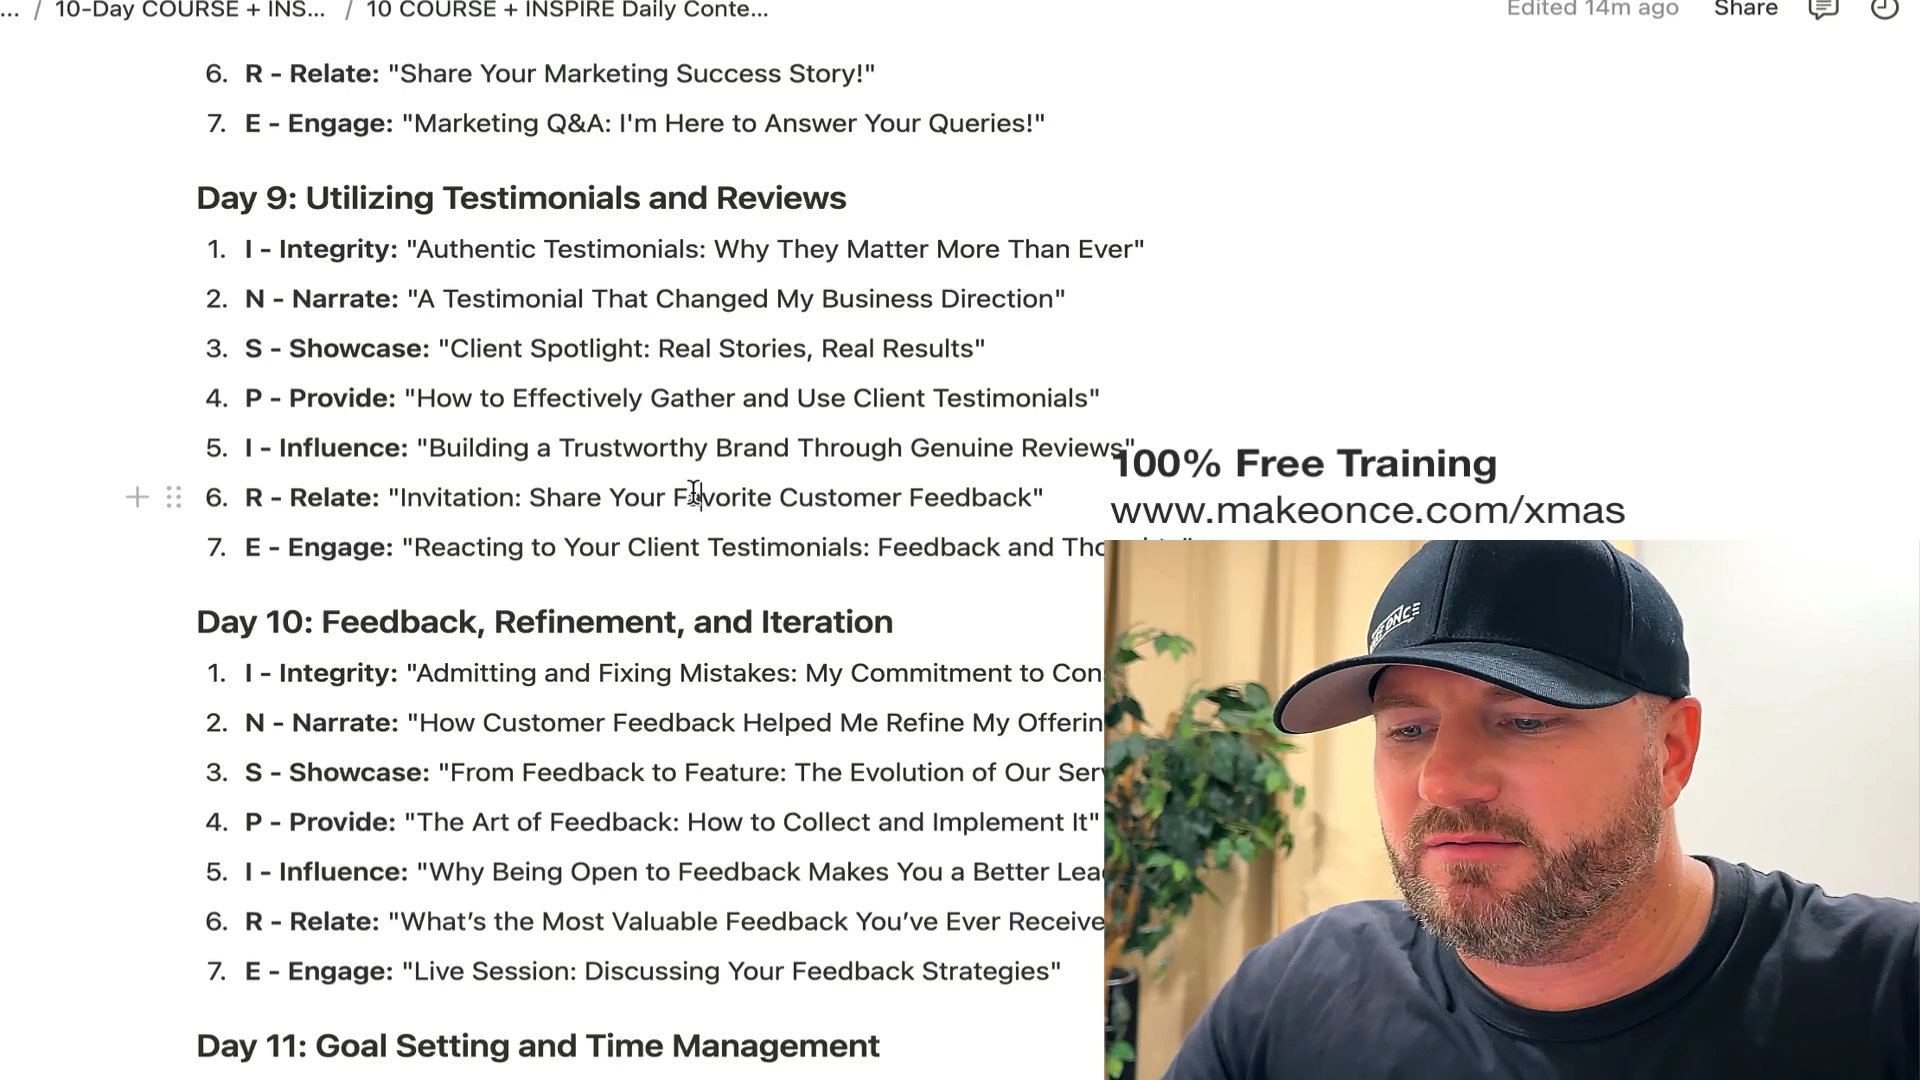 ... / 10-Day COURSE + INS... / 10 COURSE + INSPIRE Daily Conte...
Edited 14m ago Share
6. R - Relate: "Share Your Marketing Success Story!"
7. E - Engage: "Marketing Q&A: I'm Here to Answer Your Queries!"
Day 9: Utilizing Testimonials and Reviews
1. I - Integrity: "Authentic Testimonials: Why They Matter More Than Ever"
2. N - Narrate: "A Testimonial That Changed My Business Direction"
3. S - Showcase: "Client Spotlight: Real Stories, Real Results"
4. P - Provide: "How to Effectively Gather and Use Client Testimonials"
5. I - Influence: "Building a Trustworthy Brand Through Genuine Reviews"
6. R - Relate: "Invitation: Share Your Favorite Customer Feedback"
7. E - Engage: "Reacting to Your Client Testimonials: Feedback and
Day 10: Feedback, Refinement, and Iteration
1. I - Integrity: "Admitting and Fixing Mistakes: My Commitment to
2. N - Narrate: "How Customer Feedback Helped Me Refine My
3. S - Showcase: "From Feedback to Feature: The Evolution of Our
4. P - Provide: "The Art of Feedback: How to Collect and Implement It"
5. I - Influence: "Why Being Open to Feedback Makes You a Better
6. R - Relate: "What’s the Most Valuable Feedback You’ve Ever
7. E - Engage: "Live Session: Discussing Your Feedback Strategies"
Day 11: Goal Setting and Time Management
100% Free Training
www.makeonce.com/xmas